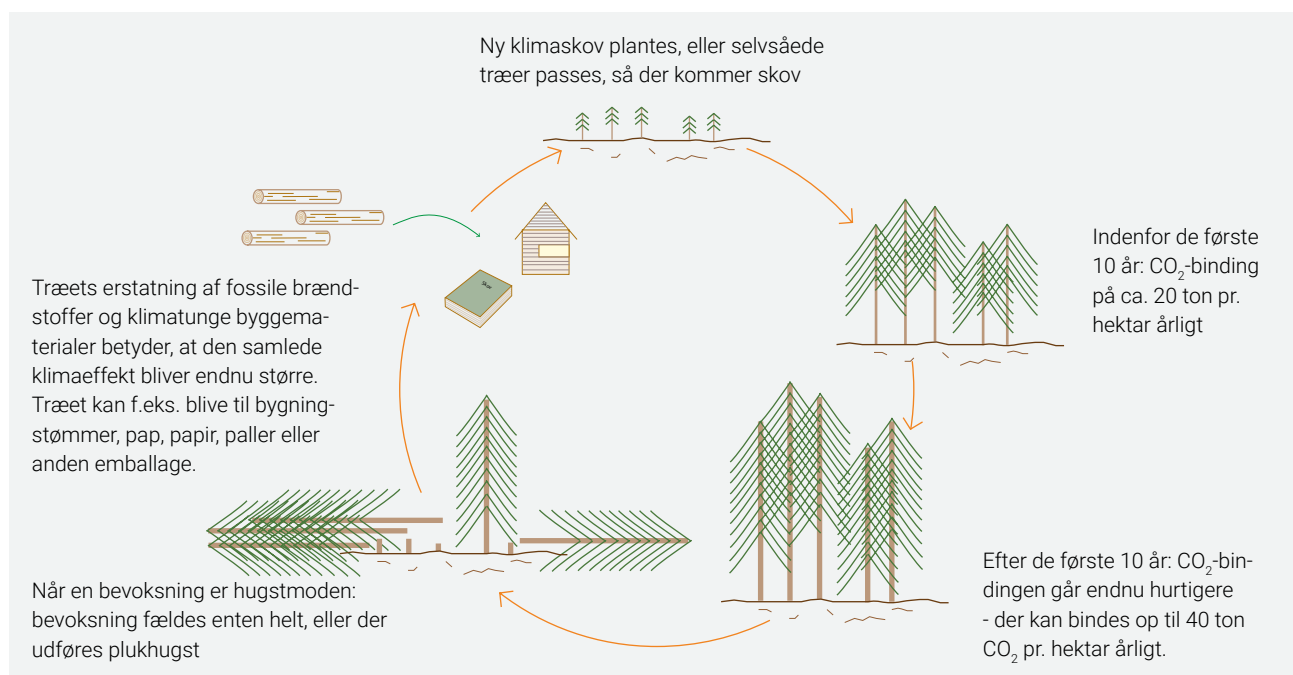 Ny klimaskov plantes, eller selvsåede
træer passes, så der kommer skov
Indenfor de første
10 år: CO₂-binding
på ca. 20 ton pr.
hektar årligt
Efter de første 10 år: CO₂-bin-
dingen går endnu hurtigere
- der kan bindes op til 40 ton
CO₂ pr. hektar årligt.
Når en bevoksning er hugstmoden:
bevoksning fældes enten helt, eller der
udføres plukhugst
Træets erstatning af fossile brænd-
stoffer og klimatunge byggema-
terialer betyder, at den samlede
klimaeffekt bliver endnu større.
Træet kan f.eks. blive til bygning-
stømmer, pap, papir, paller eller
anden emballage.